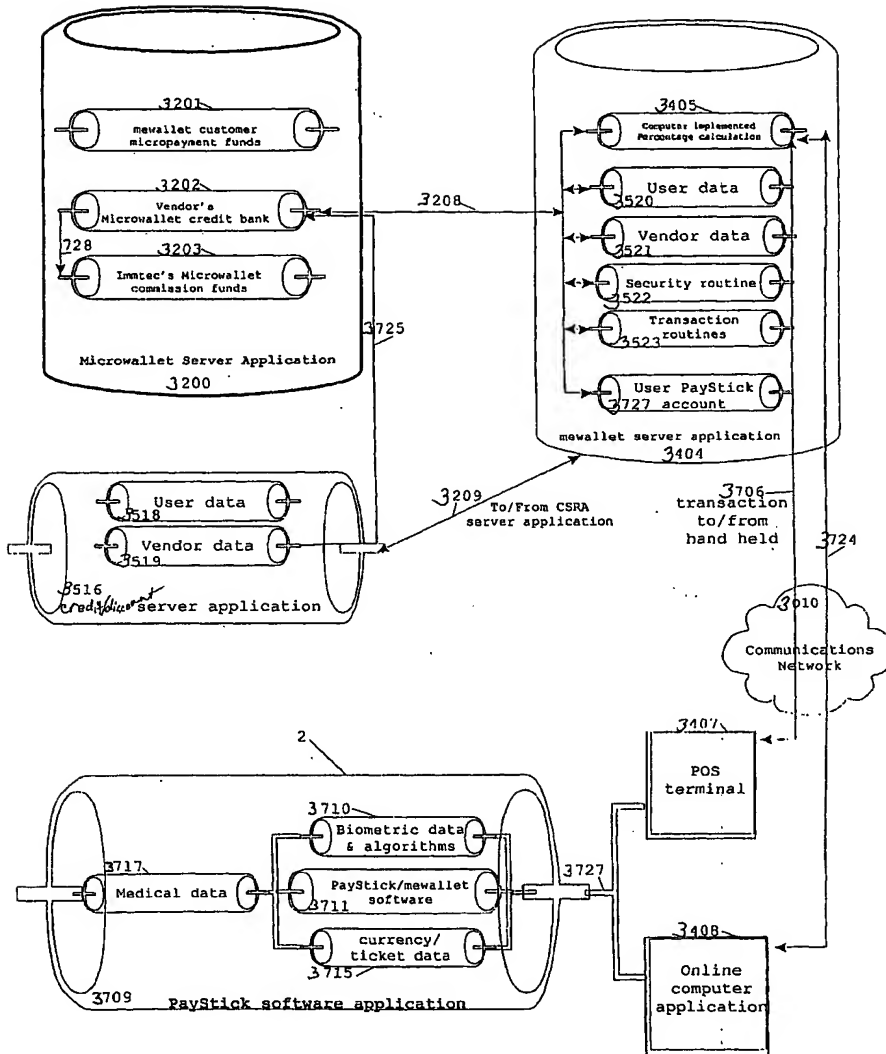 3201
mewallet customer
micropayment funds
3202
Vendor's
Microwallet credit bank
728
3203
Immtec's Microwallet
commission funds
Microwallet Server Application
3200
3208
3725
3405
Computer implemented
Percentage calculation
User data
3520
Vendor data
3521
Security routine
3522
Transaction
routines
3523
User PayStick
account
3727
mewallet server application
3404
User data
3518
Vendor data
3519
3516
credit/discount server application
3209
To/From CSRA
server application
3706
transaction
to/from
hand held
3724
3010
Communications
Network
2
3710
Biometric data
& algorithms
3717
Medical data
PayStick/mewallet
software
3711
currency/
ticket data
3715
3709
PayStick software application
3727
3407
POS
terminal
3408
Online
computer
application